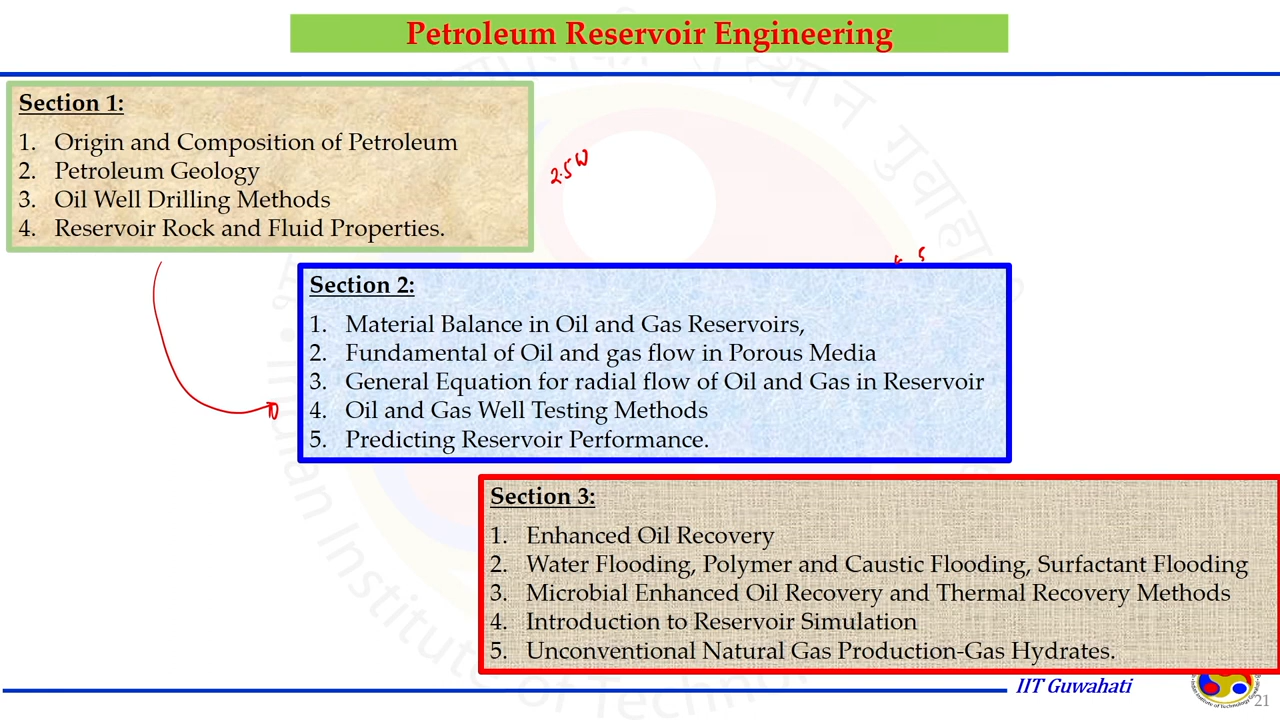 Petroleum Reservoir Engineering
Section 1:
1. Origin and Composition of Petroleum
2. Petroleum Geology
3. Oil Well Drilling Methods
4. Reservoir Rock and Fluid Properties.
2.5 W
Section 2:
1. Material Balance in Oil and Gas Reservoirs,
2. Fundamental of Oil and gas flow in Porous Media
3. General Equation for radial flow of Oil and Gas in Reservoir
4. Oil and Gas Well Testing Methods
5. Predicting Reservoir Performance.
Section 3:
1. Enhanced Oil Recovery
2. Water Flooding, Polymer and Caustic Flooding, Surfactant Flooding
3. Microbial Enhanced Oil Recovery and Thermal Recovery Methods
4. Introduction to Reservoir Simulation
5. Unconventional Natural Gas Production-Gas Hydrates.
Indian Institute of Technology
IIT Guwahati
21